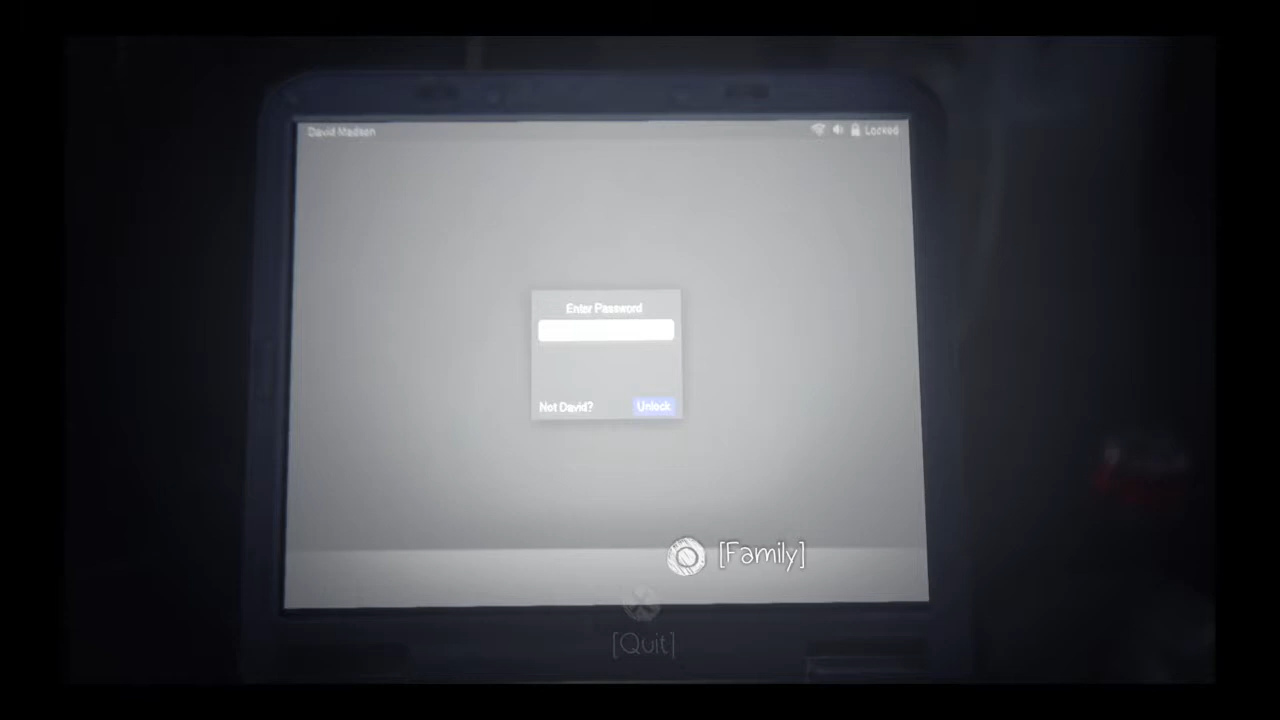 David Madsen
Locked
Enter Password
Not David?
Unlock
[Family]
[Quit]